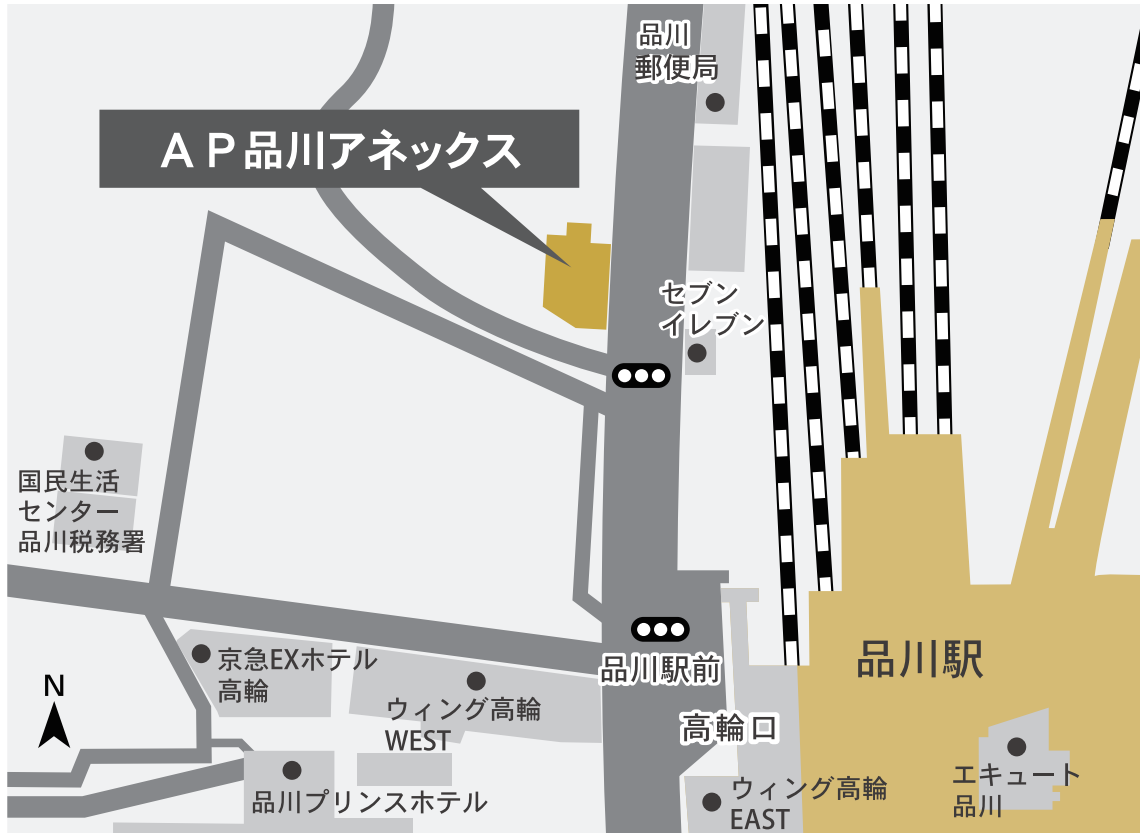 品川
郵便局
ＡＰ品川アネックス
セブン
イレブン
国民生活
センター
品川税務署
品川駅前
品川駅
京急EXホテル
高輪
N
ウィング高輪
WEST
高輪口
エキュート
品川
品川プリンスホテル
ウィング高輪
EAST